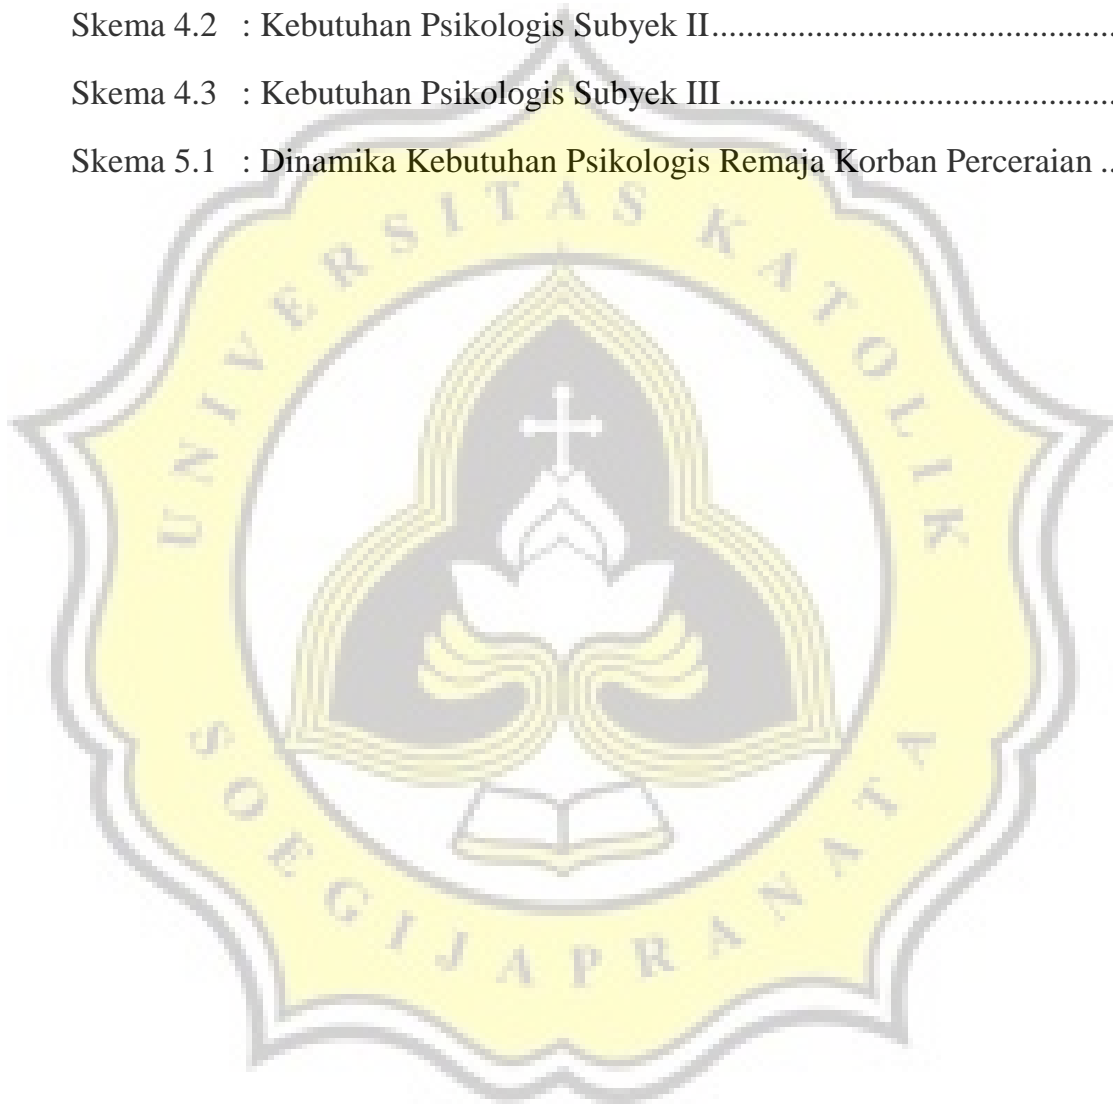 Skema 4.2 : Kebutuhan Psikologis Subyek II..............................................
Skema 4.3 : Kebutuhan Psikologis Subyek III ............................................
Skema 5.1 : Dinamika Kebutuhan Psikologis Remaja Korban Perceraian ..
UNIVERSITAS KATOLIK
SOEGIJAPRANATA